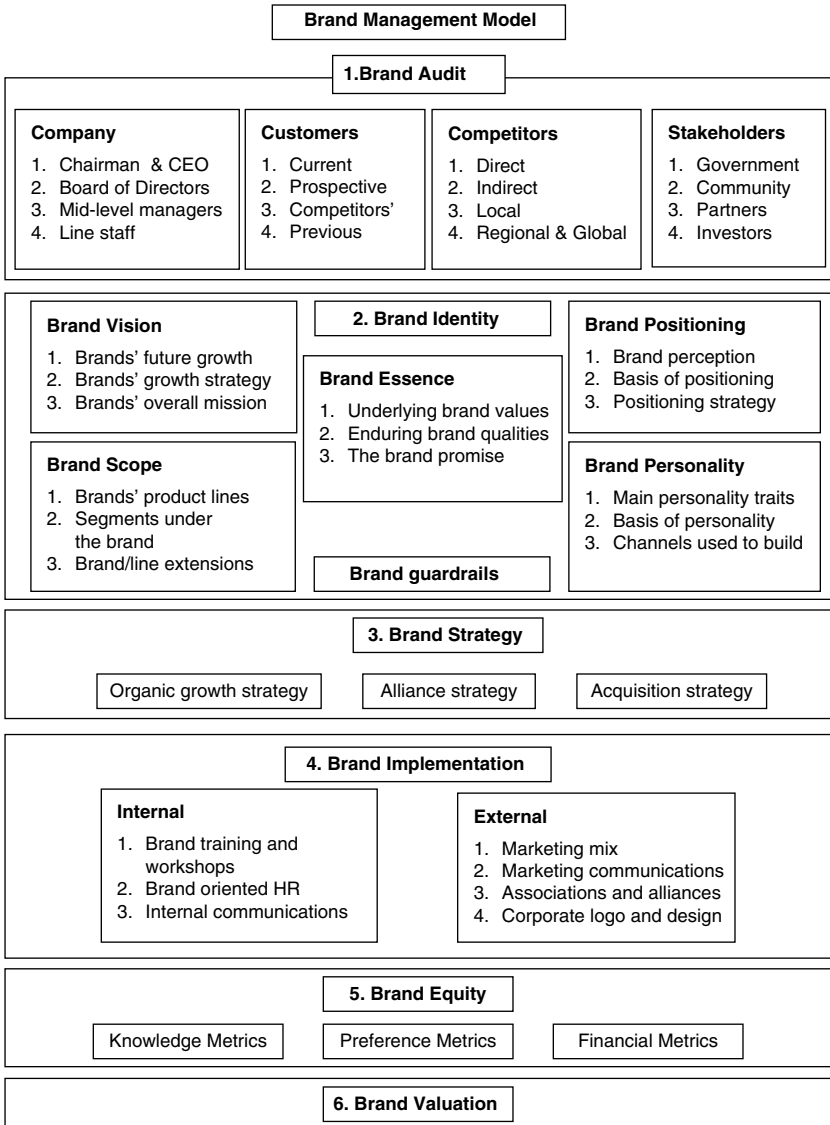 Brand Management Model
1.Brand Audit
Company
1. Chairman & CEO
2. Board of Directors
3. Mid-level managers
4. Line staff
Customers
1. Current
2. Prospective
3. Competitors'
4. Previous
Competitors
1. Direct
2. Indirect
3. Local
4. Regional & Global
Stakeholders
1. Government
2. Community
3. Partners
4. Investors
2. Brand Identity
Brand Vision
1. Brands' future growth
2. Brands' growth strategy
3. Brands' overall mission
Brand Scope
1. Brands' product lines
2. Segments under
the brand
3. Brand/line extensions
Brand Essence
1. Underlying brand values
2. Enduring brand qualities
3. The brand promise
Brand guardrails
Brand Positioning
1. Brand perception
2. Basis of positioning
3. Positioning strategy
Brand Personality
1. Main personality traits
2. Basis of personality
3. Channels used to build
3. Brand Strategy
Organic growth strategy
Alliance strategy
Acquisition strategy
4. Brand Implementation
Internal
1. Brand training and
workshops
2. Brand oriented HR
3. Internal communications
External
1. Marketing mix
2. Marketing communications
3. Associations and alliances
4. Corporate logo and design
5. Brand Equity
Knowledge Metrics
Preference Metrics
Financial Metrics
6. Brand Valuation